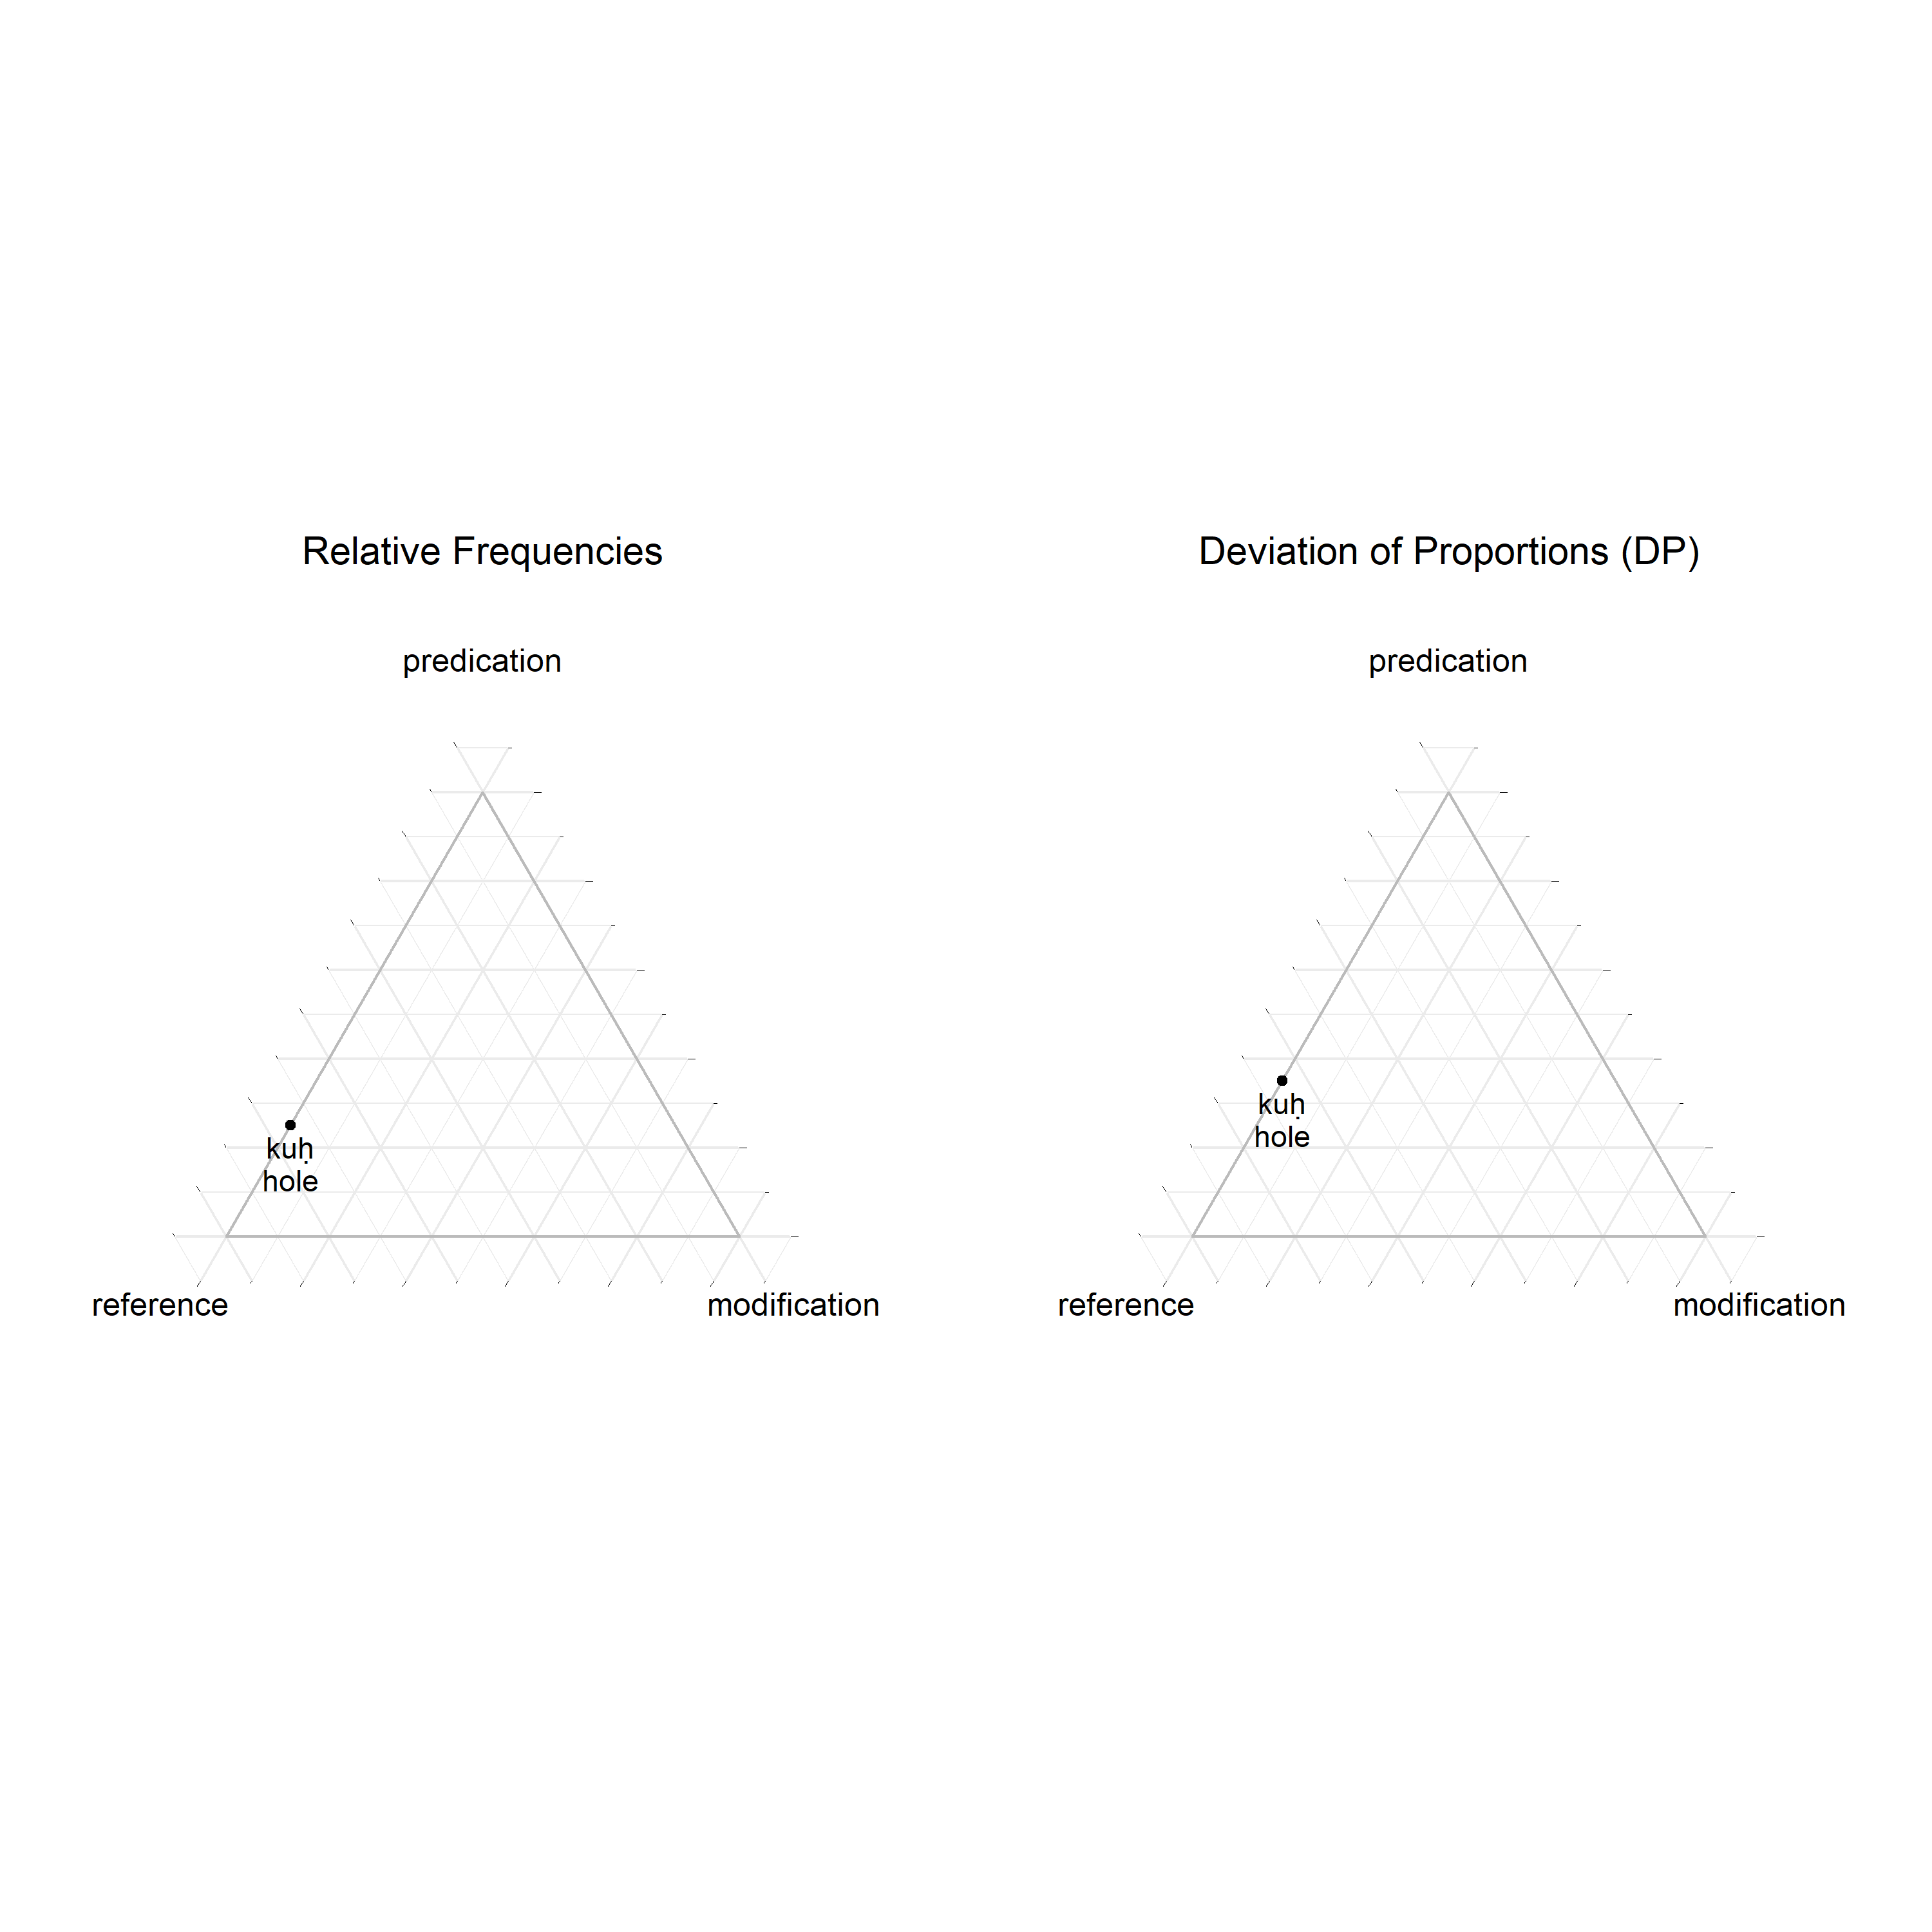 Relative Frequencies
predication
kuḥ
hole
reference
modification
Deviation of Proportions (DP)
predication
kuḥ
hole
reference
modification